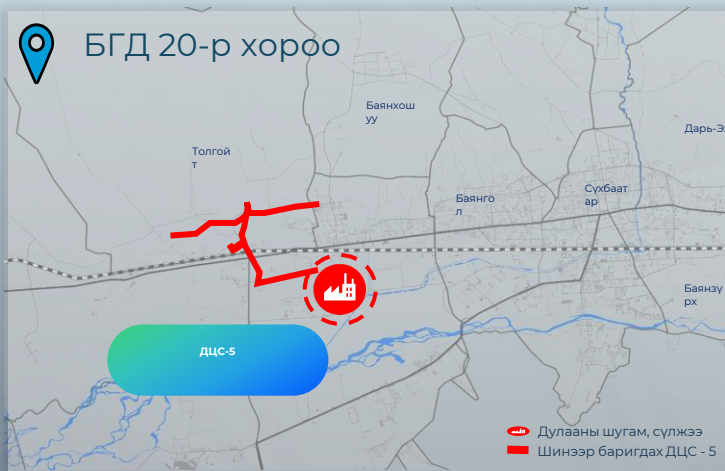 БГД 20-р хороо
Баянхош
уу
Толгой
т
Дарь-Э
Сүхбаат
ар
Баянго
л
Баянзү
рх
ДЦС-5
Дулааны шугам, сүлжээ
Шинээр баригдах ДЦС - 5